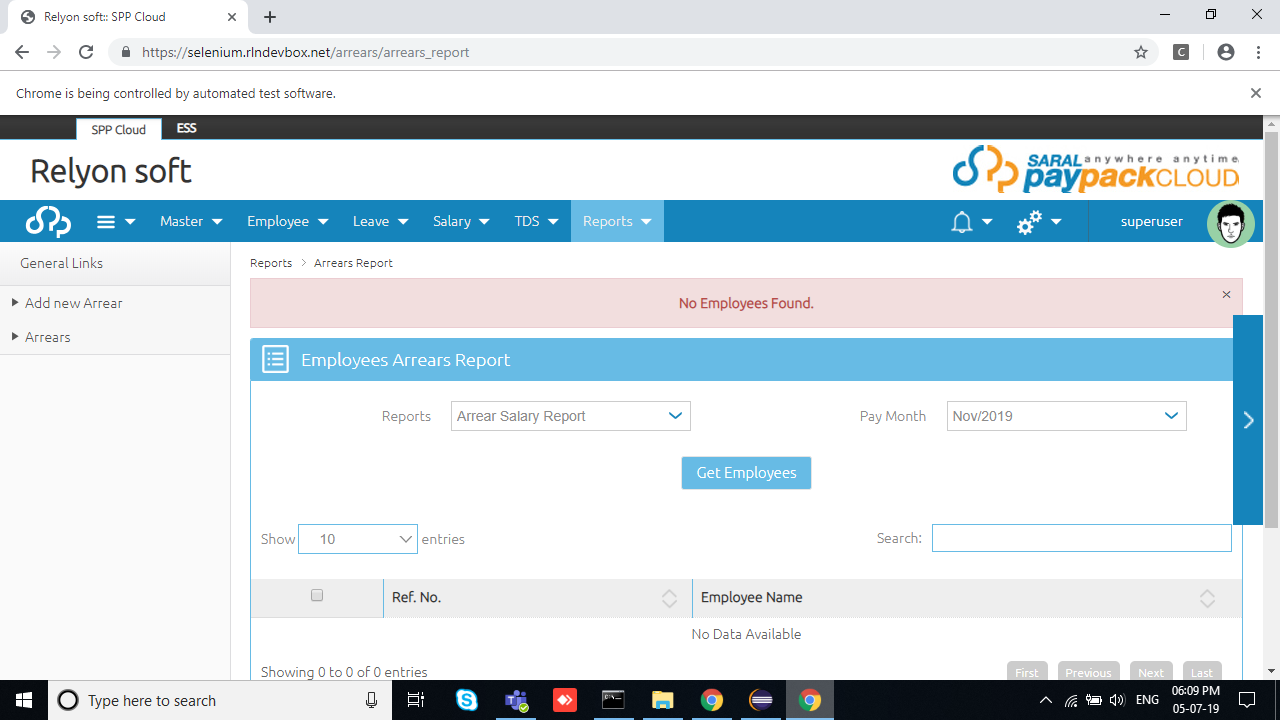 Relyon soft:: SPP Cloud
https://selenium.rlndevbox.net/arrears/arrears_report
C
Chrome is being controlled by automated test software.
SPP Cloud ESS
Relyon soft
SARAL anywhere anytime
paypackCLOUD
Master Employee Leave Salary TDS Reports superuser
General Links
Reports > Arrears Report
Add new Arrear
No Employees Found.
Arrears
Employees Arrears Report
Reports Arrear Salary Report Pay Month Nov/2019
Get Employees
Show 10 entries Search:
Ref. No. Employee Name
No Data Available
Showing 0 to 0 of 0 entries First Previous Next Last
Type here to search
ENG
06:09 PM
05-07-19